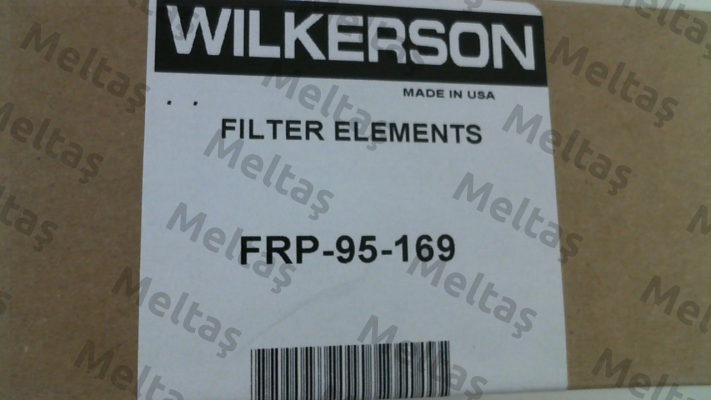 WILKERSON
MADE IN USA
FILTER ELEMENTS
FRP-95-169
Meltaş